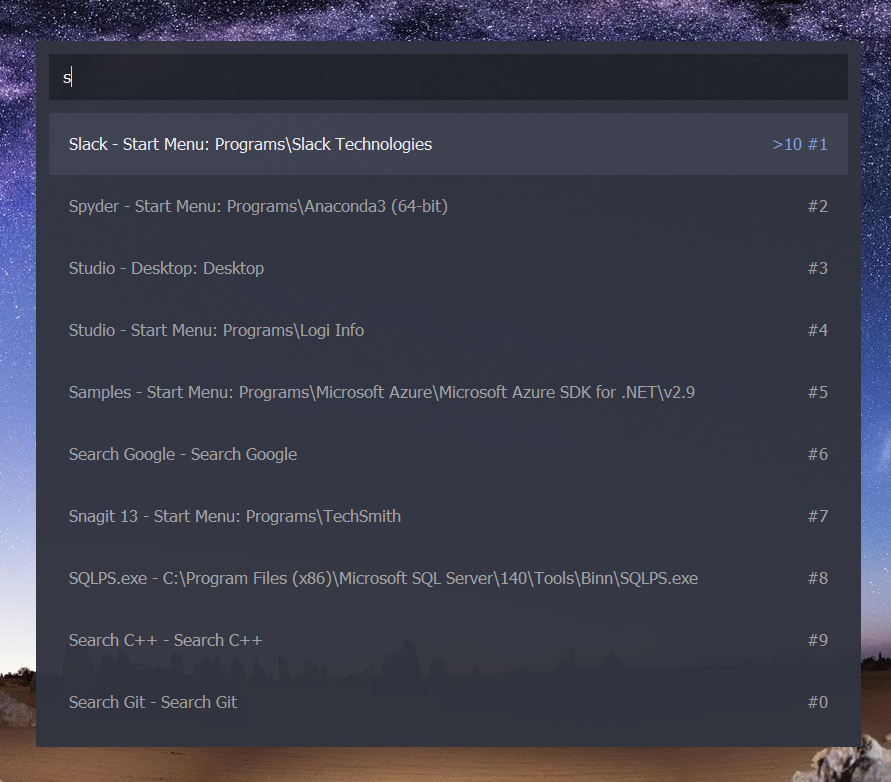 s
Slack - Start Menu: Programs\Slack Technologies >10 #1
Spyder - Start Menu: Programs\Anaconda3 (64-bit) #2
Studio - Desktop: Desktop #3
Studio - Start Menu: Programs\Logi Info #4
Samples - Start Menu: Programs\Microsoft Azure\Microsoft Azure SDK for .NET\v2.9 #5
Search Google - Search Google #6
Snagit 13 - Start Menu: Programs\TechSmith #7
SQLPS.exe - C:\Program Files (x86)\Microsoft SQL Server\140\Tools\Binn\SQLPS.exe #8
Search C++ - Search C++ #9
Search Git - Search Git #0